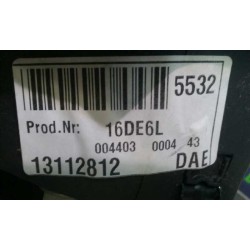 5532
Prod.Nr: 16DE6L
004403 0004 43
13112812 DAE